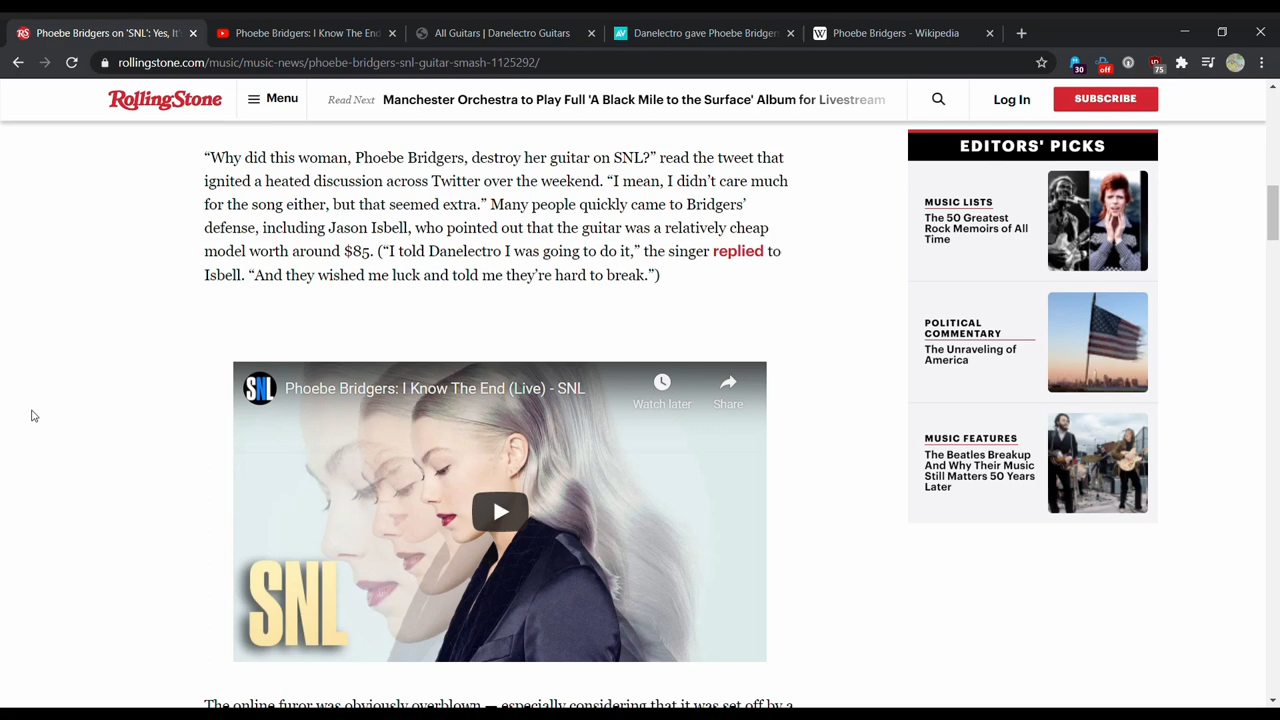 Phoebe Bridgers on 'SNL': Yes, It'
Phoebe Bridgers: I Know The End
All Guitars | Danelectro Guitars
Danelectro gave Phoebe Bridgers
Phoebe Bridgers - Wikipedia
rollingstone.com/music/music-news/phoebe-bridgers-snl-guitar-smash-1125292/
30
off
75
RollingStone
Menu
Read Next Manchester Orchestra to Play Full 'A Black Mile to the Surface' Album for Livestream
Log In
SUBSCRIBE
“Why did this woman, Phoebe Bridgers, destroy her guitar on SNL?” read the tweet that
ignited a heated discussion across Twitter over the weekend. “I mean, I didn’t care much
for the song either, but that seemed extra.” Many people quickly came to Bridgers’
defense, including Jason Isbell, who pointed out that the guitar was a relatively cheap
model worth around $85. (“I told Danelectro I was going to do it,” the singer replied to
Isbell. “And they wished me luck and told me they’re hard to break.”)
SNL
Phoebe Bridgers: I Know The End (Live) - SNL
Watch later
Share
SNL
The online furor was obviously overblown — especially considering that it was set off by a
EDITORS' PICKS
MUSIC LISTS
The 50 Greatest
Rock Memoirs of All
Time
POLITICAL
COMMENTARY
The Unraveling of
America
MUSIC FEATURES
The Beatles Breakup
And Why Their Music
Still Matters 50 Years
Later